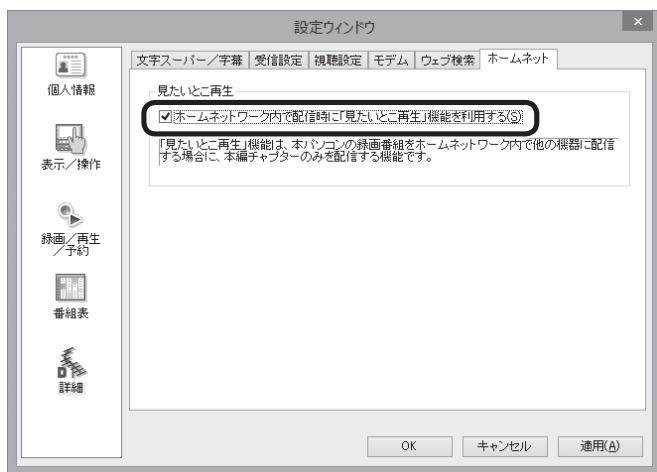 設定ウィンドウ
個人情報
表示／操作
録画／再生
／予約
番組表
詳細
文字スーパー／字幕 受信設定 視聴設定 モデム ウェブ検索 ホームネット
見たいとこ再生
ホームネットワーク内で配信時に「見たいとこ再生」機能を利用する(S)
「見たいとこ再生」機能は、本パソコンの録画番組をホームネットワーク内で他の機器に配信
する場合に、本編チャプターのみを配信する機能です。
OK キャンセル 適用(A)